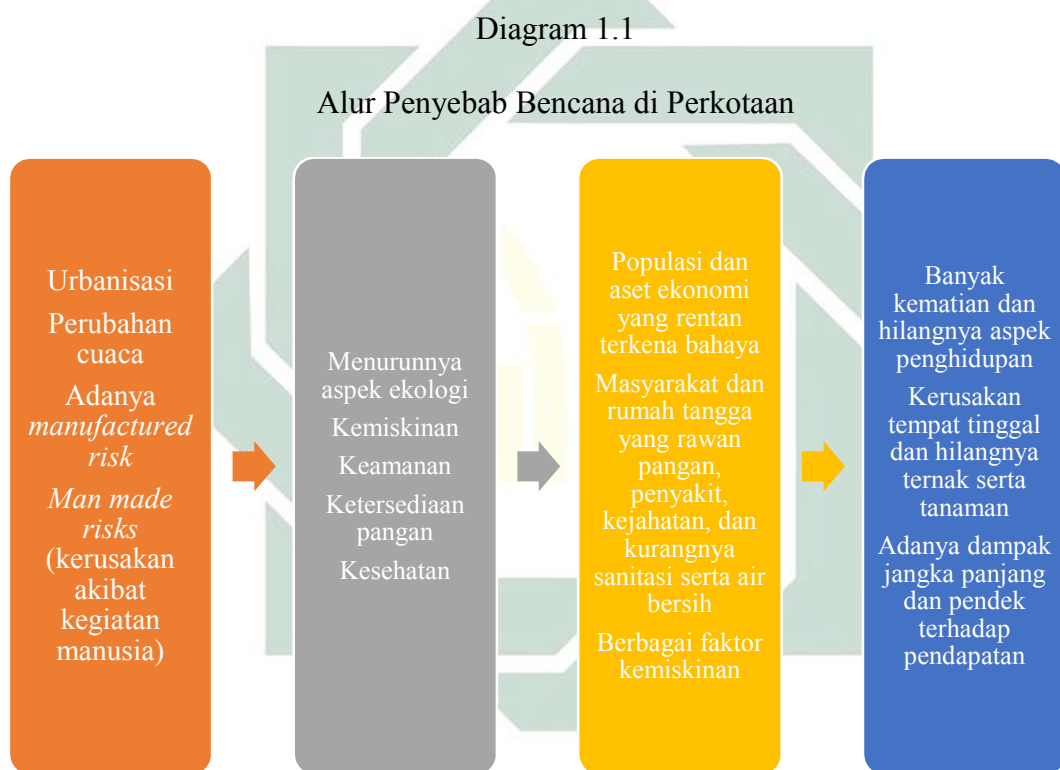 Diagram 1.1
Alur Penyebab Bencana di Perkotaan
Urbanisasi
Perubahan
cuaca
Adanya
manufactured
risk
Man made
risks
(kerusakan
akibat
kegiatan
manusia)
Menurunnya
aspek ekologi
Kemiskinan
Keamanan
Ketersediaan
pangan
Kesehatan
Populasi dan
aset ekonomi
yang rentan
terkena bahaya
Masyarakat dan
rumah tangga
yang rawan
pangan,
penyakit,
kejahatan, dan
kurangnya
sanitasi serta air
bersih
Berbagai faktor
kemiskinan
Banyak
kematian dan
hilangnya aspek
penghidupan
Kerusakan
tempat tinggal
dan hilangnya
ternak serta
tanaman
Adanya dampak
jangka panjang
dan pendek
terhadap
pendapatan